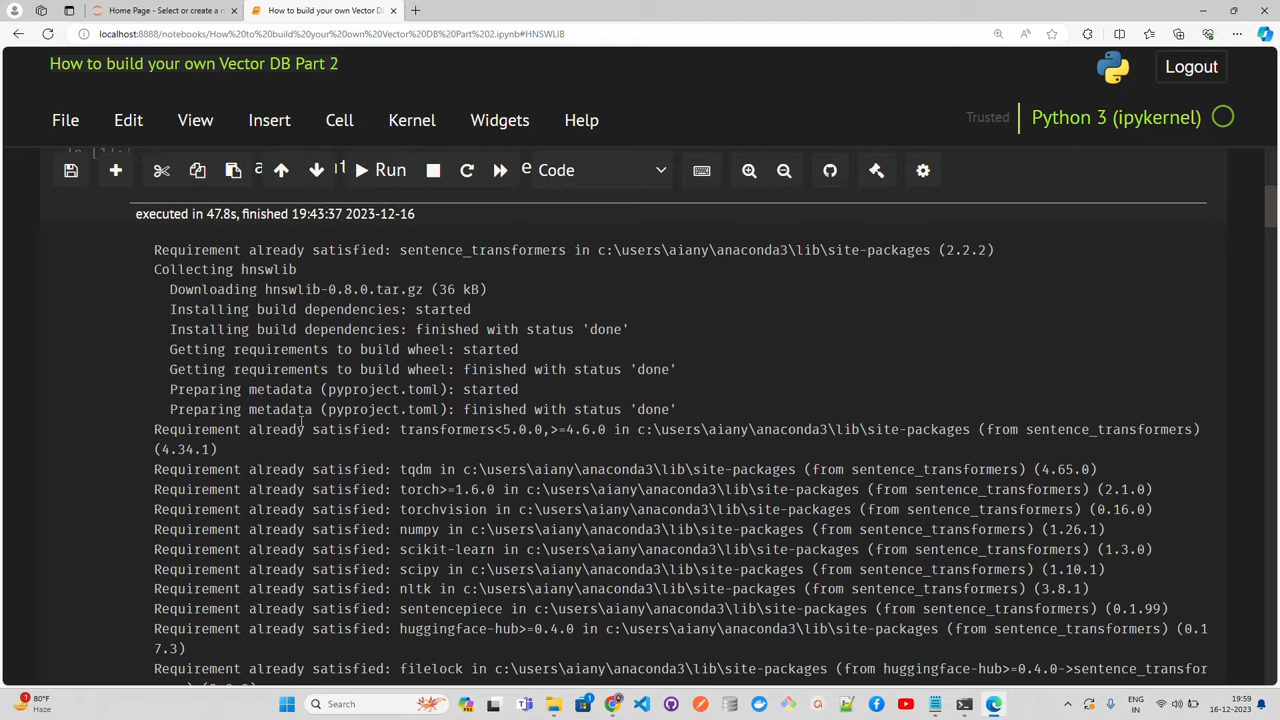 Home Page - Select or create a n
How to build your own Vector D
localhost:8888/notebooks/How%20to%20build%20your%20own%20Vector%20DB%20Part%202.ipynb#HNSWLIB
How to build your own Vector DB Part 2
Logout
File Edit View Insert Cell Kernel Widgets Help
Trusted Python 3 (ipykernel)
Run
Code
executed in 47.8s, finished 19:43:37 2023-12-16
Requirement already satisfied: sentence_transformers in c:\users\aiany\anaconda3\lib\site-packages (2.2.2)
Collecting hnswlib
Downloading hnswlib-0.8.0.tar.gz (36 kB)
Installing build dependencies: started
Installing build dependencies: finished with status 'done'
Getting requirements to build wheel: started
Getting requirements to build wheel: finished with status 'done'
Preparing metadata (pyproject.toml): started
Preparing metadata (pyproject.toml): finished with status 'done'
Requirement already satisfied: transformers<5.0.0,>=4.6.0 in c:\users\aiany\anaconda3\lib\site-packages (from sentence_transformers)
(4.34.1)
Requirement already satisfied: tqdm in c:\users\aiany\anaconda3\lib\site-packages (from sentence_transformers) (4.65.0)
Requirement already satisfied: torch>=1.6.0 in c:\users\aiany\anaconda3\lib\site-packages (from sentence_transformers) (2.1.0)
Requirement already satisfied: torchvision in c:\users\aiany\anaconda3\lib\site-packages (from sentence_transformers) (0.16.0)
Requirement already satisfied: numpy in c:\users\aiany\anaconda3\lib\site-packages (from sentence_transformers) (1.26.1)
Requirement already satisfied: scikit-learn in c:\users\aiany\anaconda3\lib\site-packages (from sentence_transformers) (1.3.0)
Requirement already satisfied: scipy in c:\users\aiany\anaconda3\lib\site-packages (from sentence_transformers) (1.10.1)
Requirement already satisfied: nltk in c:\users\aiany\anaconda3\lib\site-packages (from sentence_transformers) (3.8.1)
Requirement already satisfied: sentencepiece in c:\users\aiany\anaconda3\lib\site-packages (from sentence_transformers) (0.1.99)
Requirement already satisfied: huggingface-hub>=0.4.0 in c:\users\aiany\anaconda3\lib\site-packages (from sentence_transformers) (0.1
7.3)
Requirement already satisfied: filelock in c:\users\aiany\anaconda3\lib\site-packages (from huggingface-hub>=0.4.0->sentence_transfor
1
80°F
Haze
Search
ENG
IN
19:59
16-12-2023